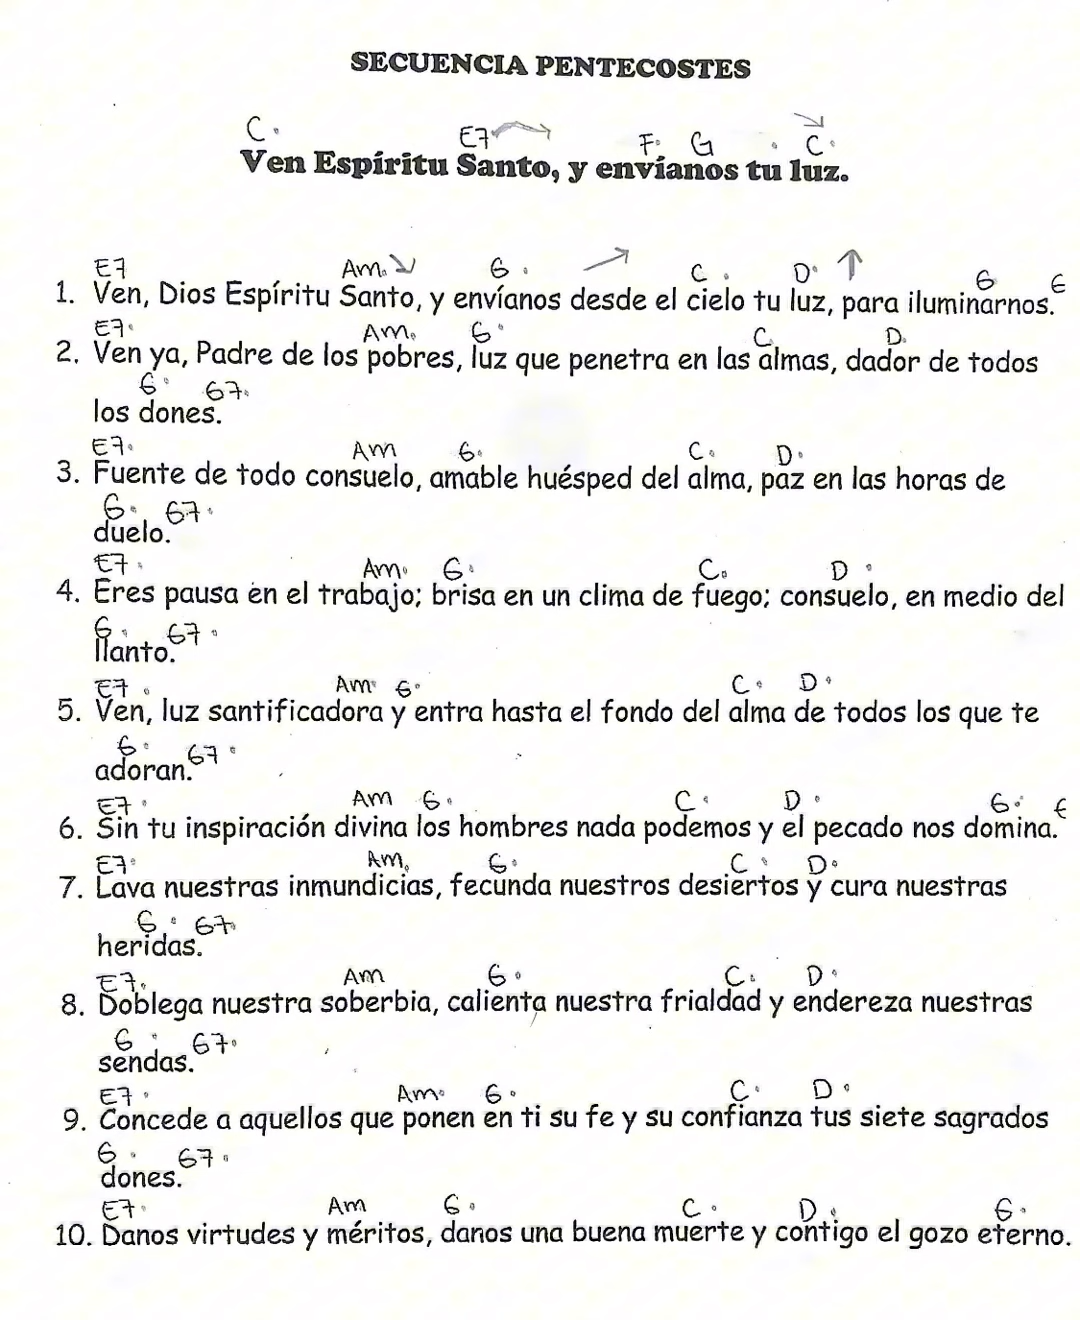 SECUENCIA PENTECOSTES
C. E7 F. G . C.
Ven Espíritu Santo, y envíanos tu luz.
E7 Am. G . C . D. G G
1. Ven, Dios Espíritu Santo, y envíanos desde el cielo tu luz, para iluminarnos.
E7. Am. G. C. D.
2. Ven ya, Padre de los pobres, luz que penetra en las almas, dador de todos
G. G7.
los dones.
E7. Am G. C. D.
3. Fuente de todo consuelo, amable huésped del alma, paz en las horas de
G. G7.
duelo.
E7. Am. G. C. D.
4. Eres pausa en el trabajo; brisa en un clima de fuego; consuelo, en medio del
G. G7.
llanto.
E7. Am. G. C. D.
5. Ven, luz santificadora y entra hasta el fondo del alma de todos los que te
G. G7.
adoran.
E7. Am G. C. D. G.
6. Sin tu inspiración divina los hombres nada podemos y el pecado nos domina.
E7. Am. G. C. D.
7. Lava nuestras inmundicias, fecunda nuestros desiertos y cura nuestras
G. G7.
heridas.
E7. Am G. C. D.
8. Doblega nuestra soberbia, calienta nuestra frialdad y endereza nuestras
G. G7.
sendas.
E7. Am. G. C. D.
9. Concede a aquellos que ponen en ti su fe y su confianza tus siete sagrados
G. G7.
dones.
E7. Am G. C. D. G.
10. Danos virtudes y méritos, danos una buena muerte y contigo el gozo eterno.